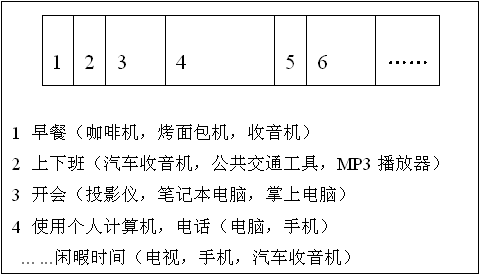 1 2 3 4 5 6 ……
1 早餐（咖啡机，烤面包机，收音机）
2 上下班（汽车收音机，公共交通工具，MP3 播放器）
3 开会（投影仪，笔记本电脑，掌上电脑）
4 使用个人计算机，电话（电脑，手机）
… …闲暇时间（电视，手机，汽车收音机）